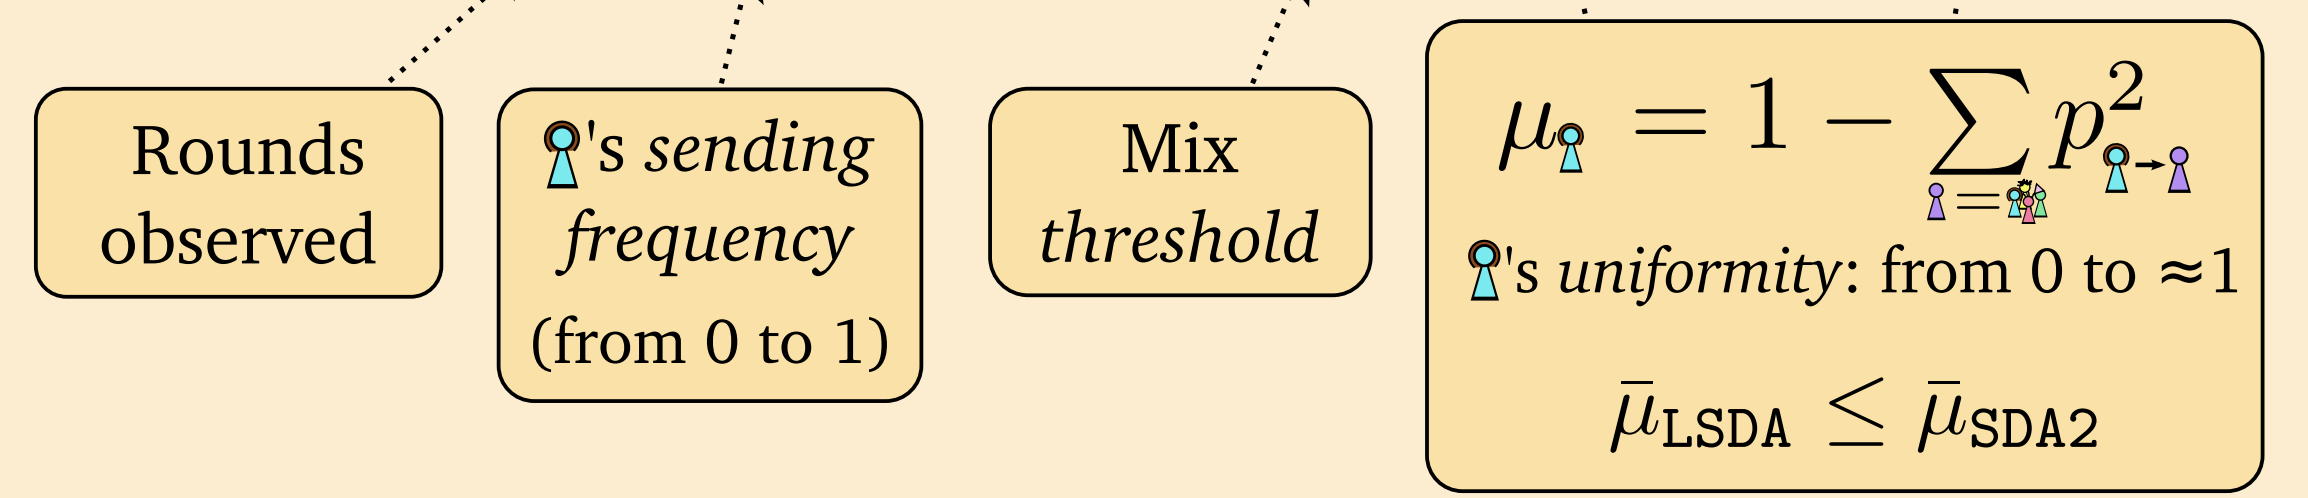 Rounds
observed
's sending
frequency
(from 0 to 1)
Mix
threshold
μ = 1 − ∑ p²
= →
's uniformity: from 0 to ≈1
μ̄LSDA ≤ μ̄SDA2